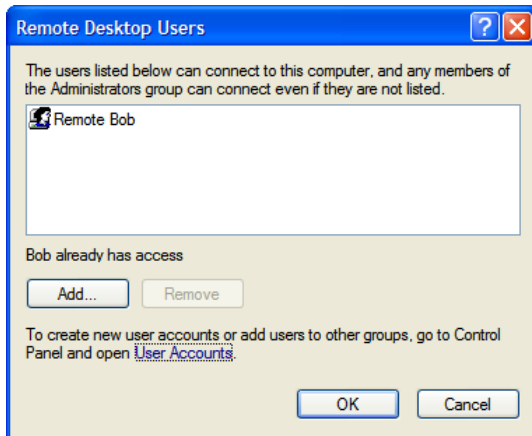 Remote Desktop Users
The users listed below can connect to this computer, and any members of
the Administrators group can connect even if they are not listed.
Remote Bob
Bob already has access
Add... Remove
To create new user accounts or add users to other groups, go to Control
Panel and open User Accounts.
OK Cancel